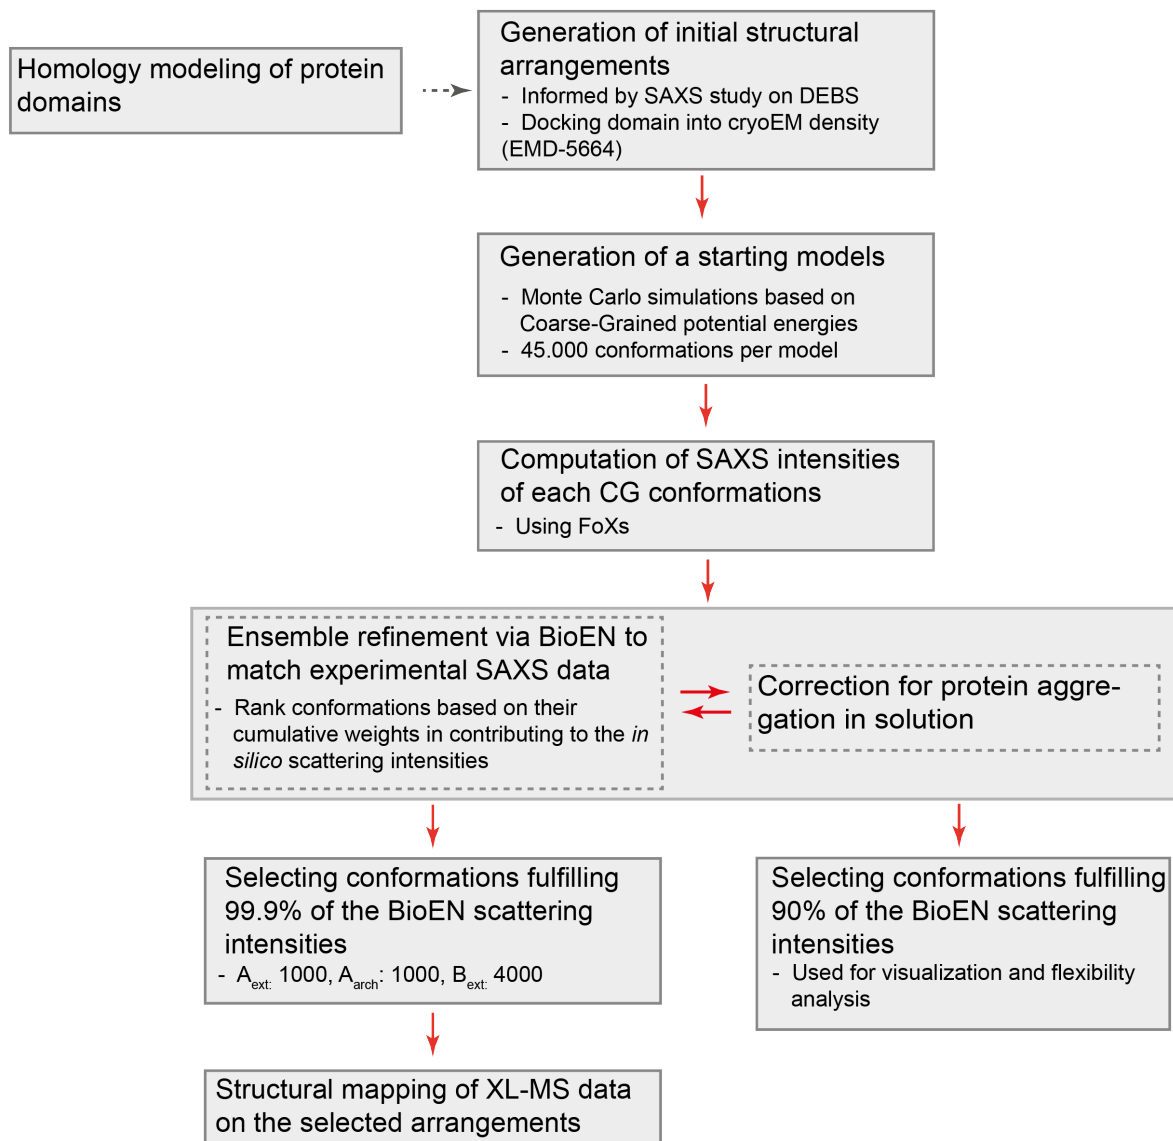 Homology modeling of protein
domains
Generation of initial structural
arrangements
- Informed by SAXS study on DEBS
- Docking domain into cryoEM density
(EMD-5664)
Generation of a starting models
- Monte Carlo simulations based on
Coarse-Grained potential energies
- 45.000 conformations per model
Computation of SAXS intensities
of each CG conformations
- Using FoXs
Ensemble refinement via BioEN to
match experimental SAXS data
- Rank conformations based on their
cumulative weights in contributing to the in
silico scattering intensities
Correction for protein aggre-
gation in solution
Selecting conformations fulfilling
99.9% of the BioEN scattering
intensities
- Aext: 1000, Aarch: 1000, Bext: 4000
Selecting conformations fulfilling
90% of the BioEN scattering
intensities
- Used for visualization and flexibility
analysis
Structural mapping of XL-MS data
on the selected arrangements